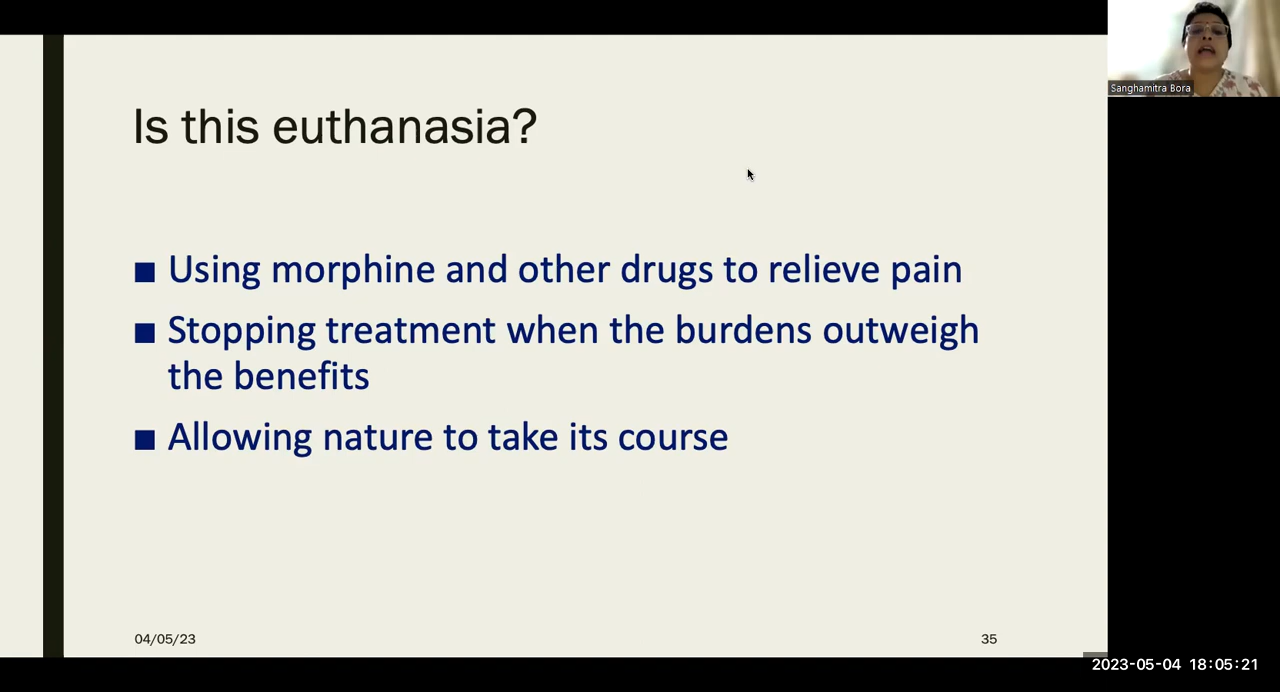 Sanghamitra Bora
Is this euthanasia?
■ Using morphine and other drugs to relieve pain
■ Stopping treatment when the burdens outweigh
the benefits
■ Allowing nature to take its course
04/05/23
35
2023-05-04 18:05:21